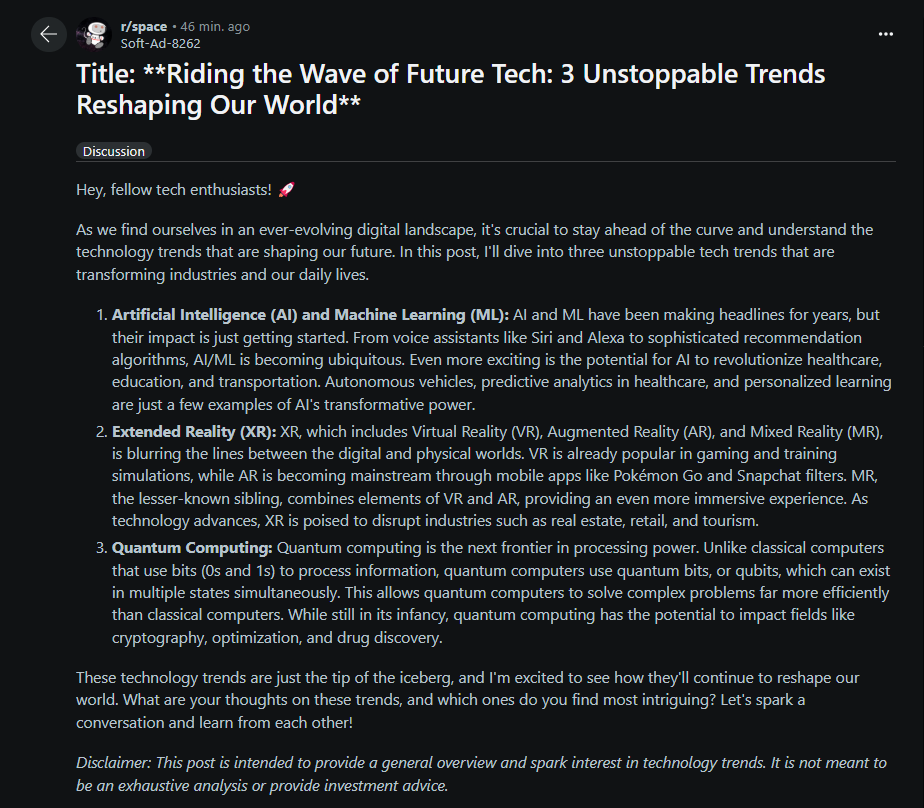 r/space • 46 min. ago
Soft-Ad-8262
Title: **Riding the Wave of Future Tech: 3 Unstoppable Trends
Reshaping Our World**
Discussion
Hey, fellow tech enthusiasts! 🚀
As we find ourselves in an ever-evolving digital landscape, it's crucial to stay ahead of the curve and understand the
technology trends that are shaping our future. In this post, I'll dive into three unstoppable tech trends that are
transforming industries and our daily lives.
1. Artificial Intelligence (AI) and Machine Learning (ML): AI and ML have been making headlines for years, but
their impact is just getting started. From voice assistants like Siri and Alexa to sophisticated recommendation
algorithms, AI/ML is becoming ubiquitous. Even more exciting is the potential for AI to revolutionize healthcare,
education, and transportation. Autonomous vehicles, predictive analytics in healthcare, and personalized learning
are just a few examples of AI's transformative power.
2. Extended Reality (XR): XR, which includes Virtual Reality (VR), Augmented Reality (AR), and Mixed Reality (MR),
is blurring the lines between the digital and physical worlds. VR is already popular in gaming and training
simulations, while AR is becoming mainstream through mobile apps like Pokémon Go and Snapchat filters. MR,
the lesser-known sibling, combines elements of VR and AR, providing an even more immersive experience. As
technology advances, XR is poised to disrupt industries such as real estate, retail, and tourism.
3. Quantum Computing: Quantum computing is the next frontier in processing power. Unlike classical computers
that use bits (0s and 1s) to process information, quantum computers use quantum bits, or qubits, which can exist
in multiple states simultaneously. This allows quantum computers to solve complex problems far more efficiently
than classical computers. While still in its infancy, quantum computing has the potential to impact fields like
cryptography, optimization, and drug discovery.
These technology trends are just the tip of the iceberg, and I'm excited to see how they'll continue to reshape our
world. What are your thoughts on these trends, and which ones do you find most intriguing? Let's spark a
conversation and learn from each other!
Disclaimer: This post is intended to provide a general overview and spark interest in technology trends. It is not meant to
be an exhaustive analysis or provide investment advice.